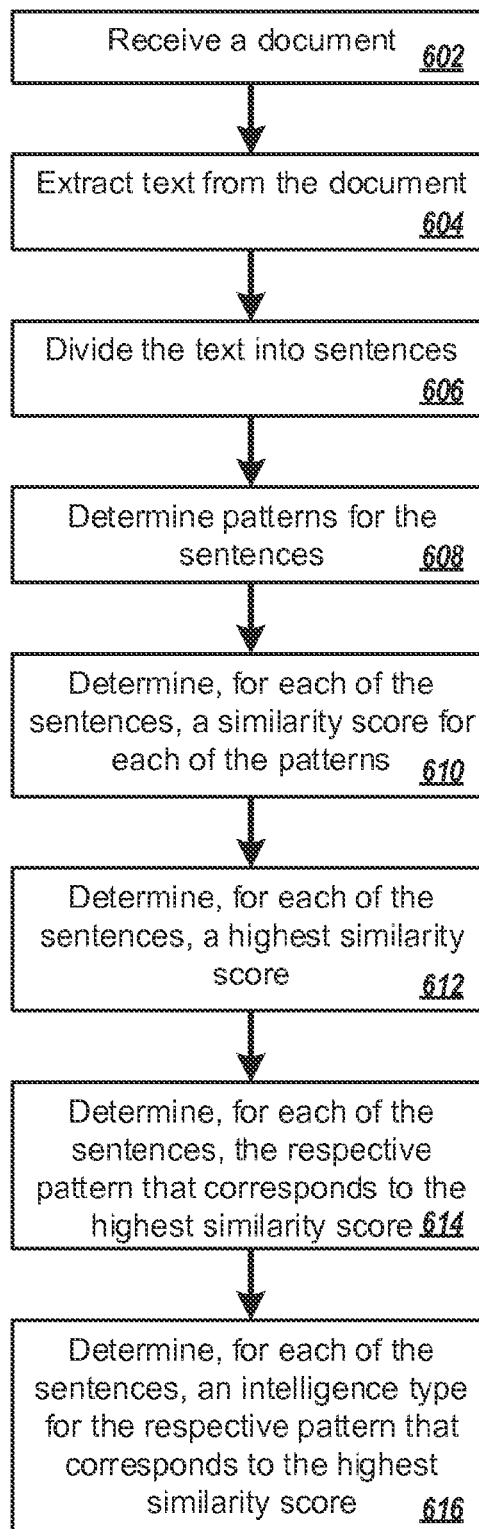 Receive a document
602
Extract text from the document
604
Divide the text into sentences
606
Determine patterns for the
sentences
608
Determine, for each of the
sentences, a similarity score for
each of the patterns
610
Determine, for each of the
sentences, a highest similarity
score
612
Determine, for each of the
sentences, the respective
pattern that corresponds to the
highest similarity score 614
Determine, for each of the
sentences, an intelligence type
for the respective pattern that
corresponds to the highest
similarity score
616